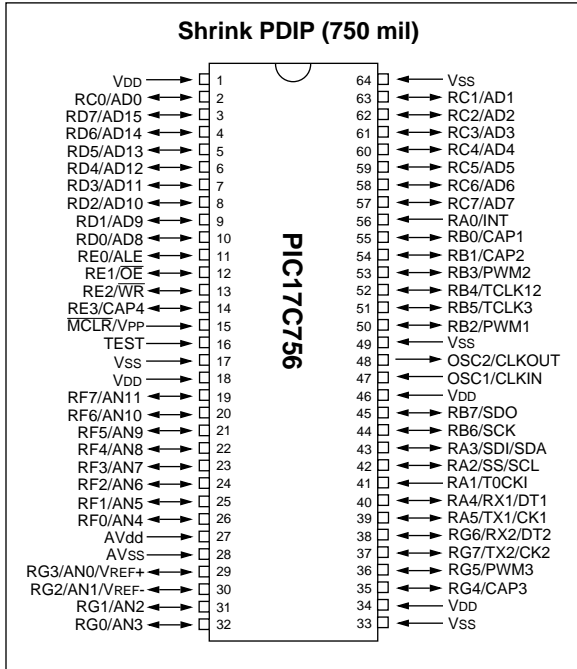 Shrink PDIP (750 mil)
VDD 1
RC0/AD0 2
RD7/AD15 3
RD6/AD14 4
RD5/AD13 5
RD4/AD12 6
RD3/AD11 7
RD2/AD10 8
RD1/AD9 9
RD0/AD8 10
RE0/ALE 11
RE1/OE 12
RE2/WR 13
RE3/CAP4 14
MCLR/VPP 15
TEST 16
VSS 17
VDD 18
RF7/AN11 19
RF6/AN10 20
RF5/AN9 21
RF4/AN8 22
RF3/AN7 23
RF2/AN6 24
RF1/AN5 25
RF0/AN4 26
AVdd 27
AVSS 28
RG3/AN0/VREF+ 29
RG2/AN1/VREF- 30
RG1/AN2 31
RG0/AN3 32
PIC17C756
64 VSS
63 RC1/AD1
62 RC2/AD2
61 RC3/AD3
60 RC4/AD4
59 RC5/AD5
58 RC6/AD6
57 RC7/AD7
56 RA0/INT
55 RB0/CAP1
54 RB1/CAP2
53 RB3/PWM2
52 RB4/TCLK12
51 RB5/TCLK3
50 RB2/PWM1
49 VSS
48 OSC2/CLKOUT
47 OSC1/CLKIN
46 VDD
45 RB7/SDO
44 RB6/SCK
43 RA3/SDI/SDA
42 RA2/SS/SCL
41 RA1/T0CKI
40 RA4/RX1/DT1
39 RA5/TX1/CK1
38 RG6/RX2/DT2
37 RG7/TX2/CK2
36 RG5/PWM3
35 RG4/CAP3
34 VDD
33 VSS